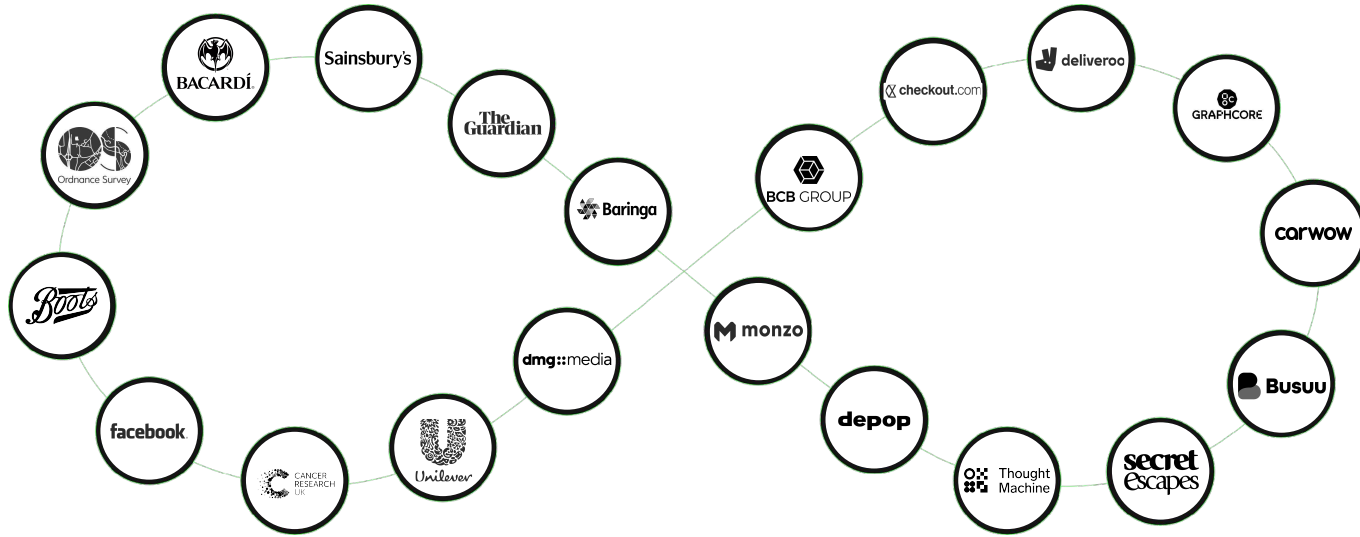 BACARDÍ
Sainsbury's
The
Guardian
Baringa
Ordnance Survey
Boots
facebook
CANCER
RESEARCH
UK
Unilever
dmg::media
BCB GROUP
checkout.com
deliveroo
GRAPHCORE
carwow
Busuu
secret
escapes
Thought
Machine
depop
monzo